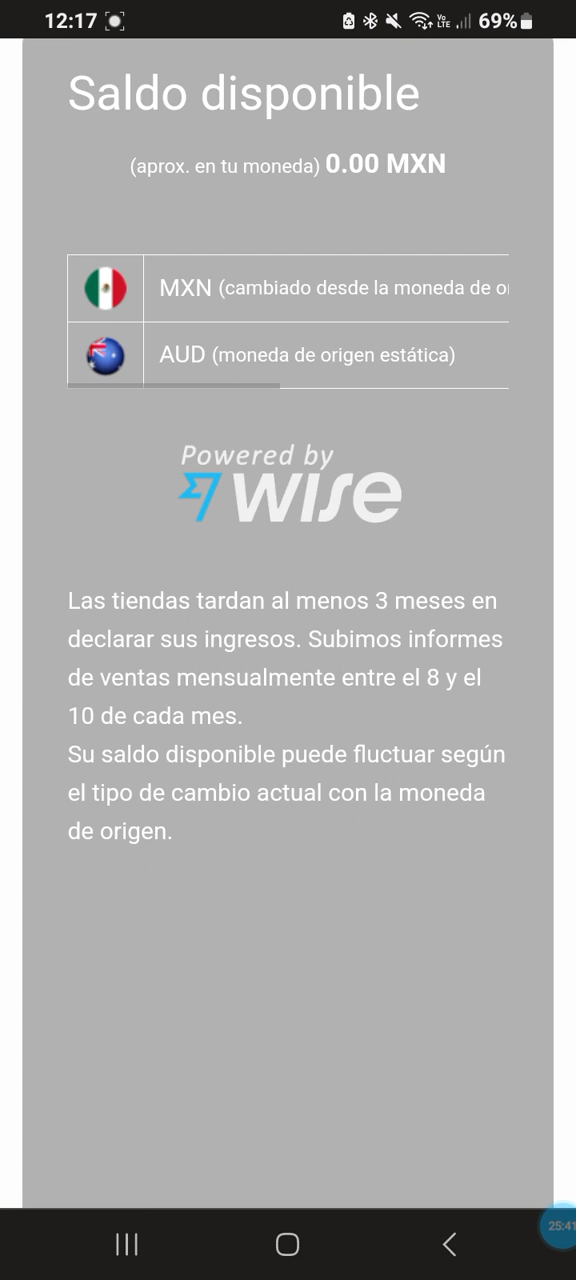 12:17 Vo LTE 69%
Saldo disponible
(aprox. en tu moneda) 0.00 MXN
MXN (cambiado desde la moneda de
AUD (moneda de origen estática)
Powered by
WISE
Las tiendas tardan al menos 3 meses en
declarar sus ingresos. Subimos informes
de ventas mensualmente entre el 8 y el
10 de cada mes.
Su saldo disponible puede fluctuar según
el tipo de cambio actual con la moneda
de origen.
25:41